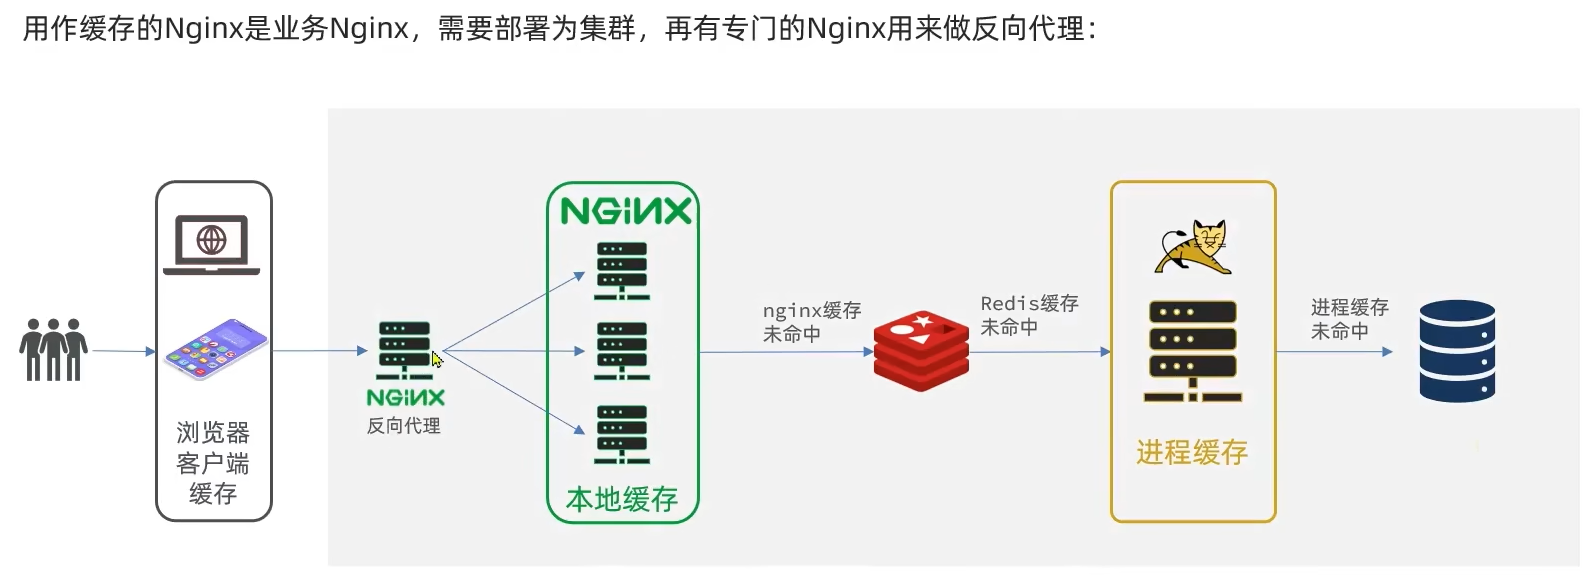 用作缓存的Nginx是业务Nginx，需要部署为集群，再有专门的Nginx用来做反向代理：
浏览器
客户端
缓存
NGiNX
反向代理
NGiNX
本地缓存
nginx缓存
未命中
Redis缓存
未命中
进程缓存
进程缓存
未命中